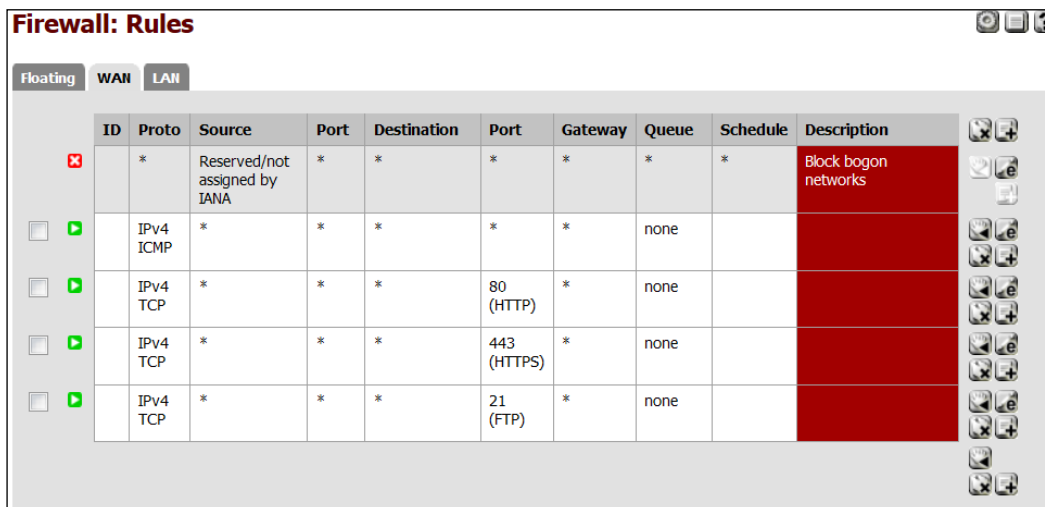 Firewall: Rules
Floating WAN LAN
ID Proto Source Port Destination Port Gateway Queue Schedule Description
* Reserved/not * * * * * * Block bogon
assigned by networks
IANA
IPv4 * * * * * none
ICMP
IPv4 * * * 80 * none
TCP (HTTP)
IPv4 * * * 443 * none
TCP (HTTPS)
IPv4 * * * 21 * none
TCP (FTP)